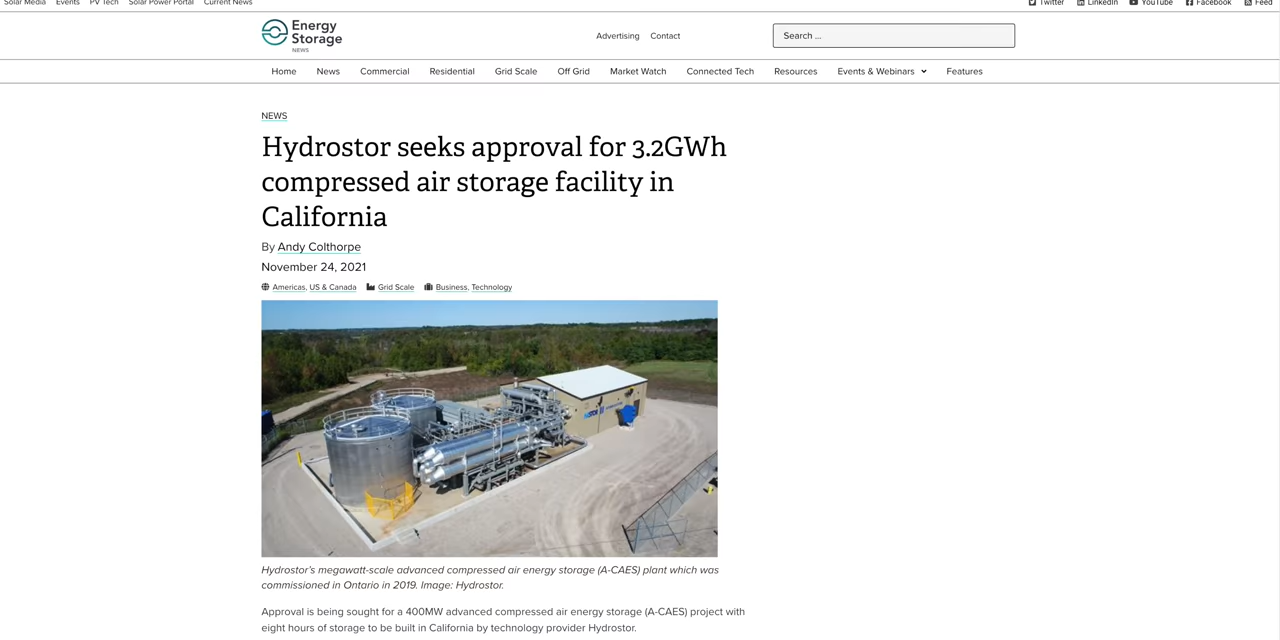 Solar Media Events PV Tech Solar Power Portal Current News Twitter LinkedIn YouTube Facebook Feed
Energy
Storage
NEWS
Advertising Contact
Search ...
Home News Commercial Residential Grid Scale Off Grid Market Watch Connected Tech Resources Events & Webinars Features
NEWS
Hydrostor seeks approval for 3.2GWh
compressed air storage facility in
California
By Andy Colthorpe
November 24, 2021
Americas, US & Canada Grid Scale Business, Technology
Hydrostor's megawatt-scale advanced compressed air energy storage (A-CAES) plant which was
commissioned in Ontario in 2019. Image: Hydrostor.
Approval is being sought for a 400MW advanced compressed air energy storage (A-CAES) project with
eight hours of storage to be built in California by technology provider Hydrostor.